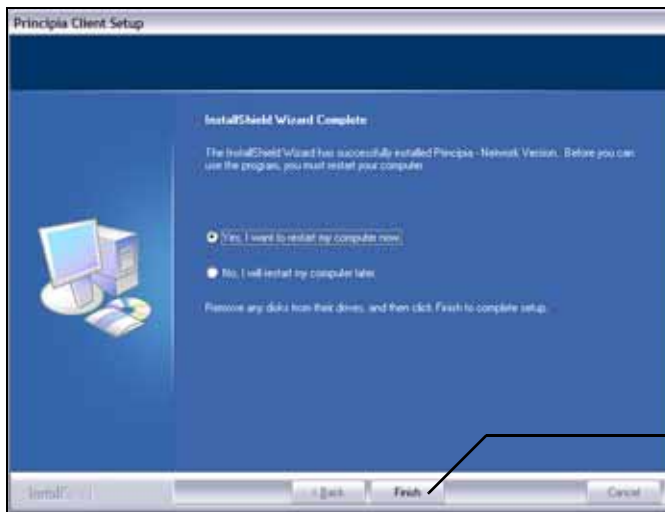 Principia Client Setup
InstallShield Wizard Complete
The InstallShield Wizard has successfully installed Principia - Network Version. Before you can
use the program, you must restart your computer.
Yes, I want to restart my computer now.
No, I will restart my computer later.
Remove any disks from their drives, and then click Finish to complete setup.
< Back Finish Cancel